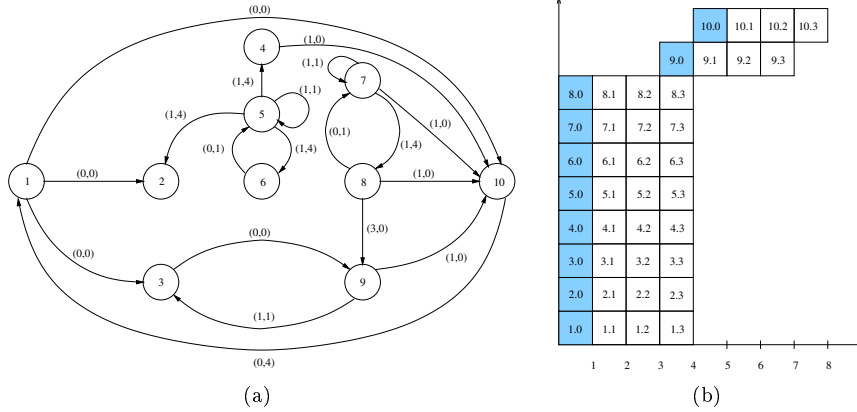 (0,0)
4
(1,0)
(1,1)
7
(1,4)
(1,1)
5
(1,4)
(0,1)
(1,4)
(0,1)
(1,4)
(1,0)
1
(0,0)
2
6
8
(1,0)
10
(0,0)
(0,0)
(3,0)
3
9
(1,0)
(1,1)
(0,4)
(a)
10.0 10.1 10.2 10.3
9.0 9.1 9.2 9.3
8.0 8.1 8.2 8.3
7.0 7.1 7.2 7.3
6.0 6.1 6.2 6.3
5.0 5.1 5.2 5.3
4.0 4.1 4.2 4.3
3.0 3.1 3.2 3.3
2.0 2.1 2.2 2.3
1.0 1.1 1.2 1.3
1 2 3 4 5 6 7 8
(b)